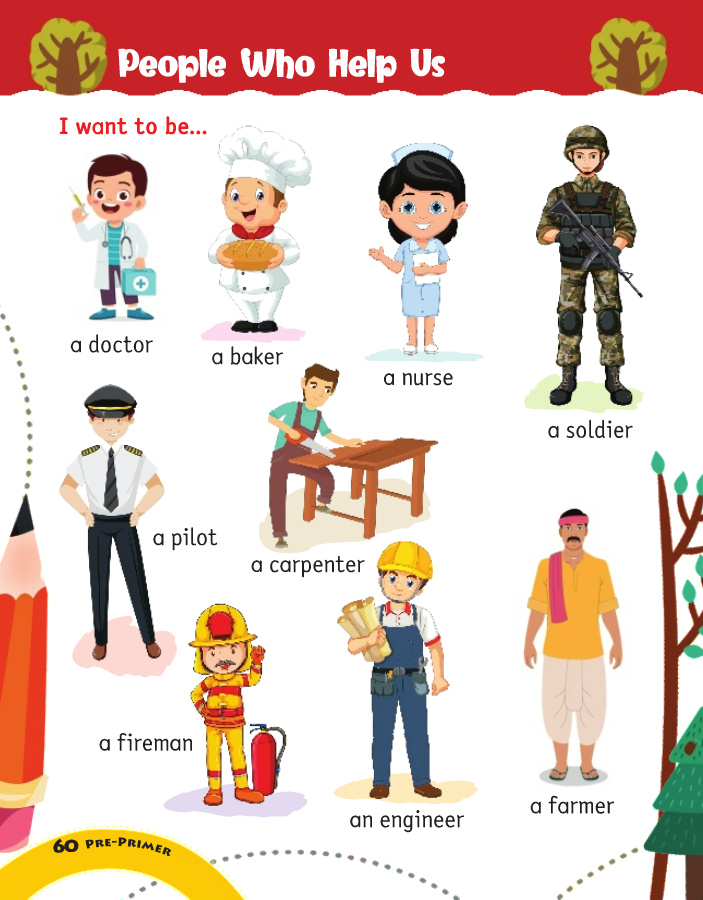 People Who Help Us
I want to be...
a doctor
a baker
a nurse
a soldier
a pilot
a carpenter
a fireman
an engineer
a farmer
60 PRE-PRIMER